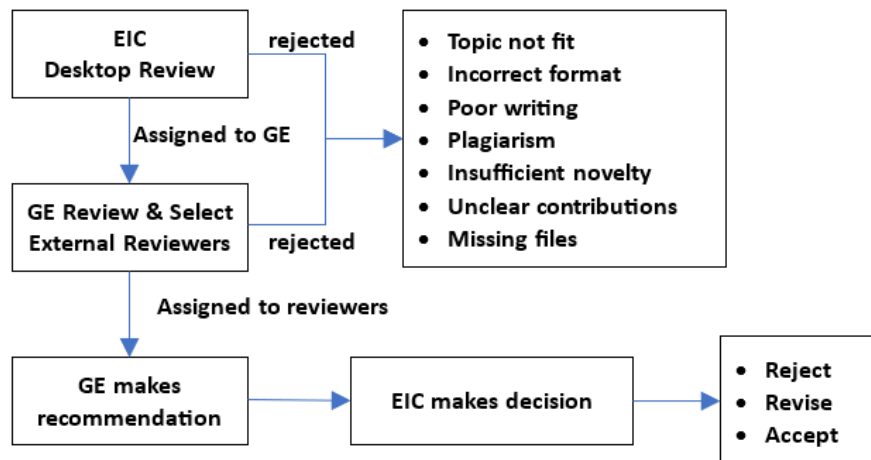 EIC
Desktop Review
rejected
Topic not fit
Incorrect format
Poor writing
Plagiarism
Insufficient novelty
Unclear contributions
Missing files
Assigned to GE
GE Review & Select
External Reviewers
rejected
Assigned to reviewers
GE makes
recommendation
EIC makes decision
Reject
Revise
Accept